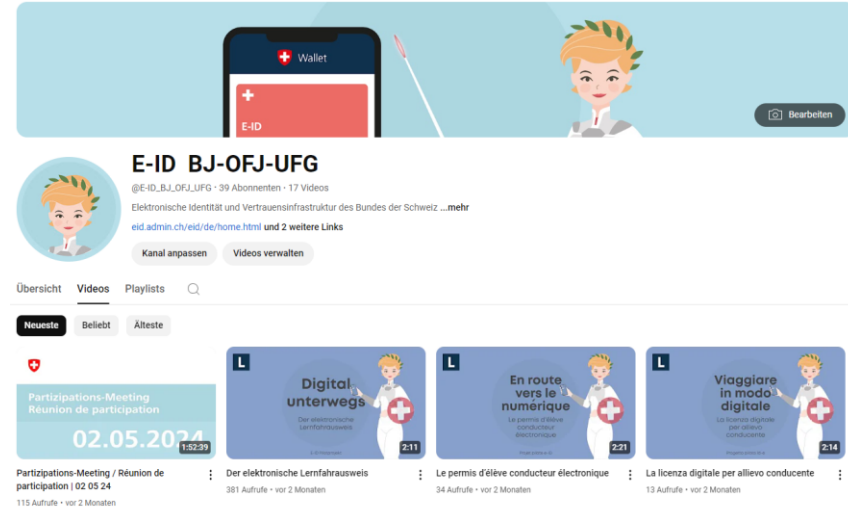 Wallet
E-ID
Bearbeiten
E-ID BJ-OFJ-UFG
@E-ID_BJ_OFJ_UFG · 39 Abonnenten · 17 Videos
Elektronische Identität und Vertrauensinfrastruktur des Bundes der Schweiz ...mehr
eid.admin.ch/eid/de/home.html und 2 weitere Links
Kanal anpassen
Videos verwalten
Übersicht Videos Playlists
Neueste Beliebt Älteste
Partizipations-Meeting
Réunion de participation
02.05.2024
1:52:39
Partizipations-Meeting / Réunion de
participation | 02 05 24
115 Aufrufe • vor 2 Monaten
L
Digital
unterwegs
Der elektronische
Lernfahrausweis
2:11
Der elektronische Lernfahrausweis
381 Aufrufe • vor 2 Monaten
L
En route
vers le
numérique
Le permis d'élève
conducteur
électronique
2:21
Le permis d'élève conducteur électronique
34 Aufrufe • vor 2 Monaten
L
Viaggiare
in modo
digitale
La licenza digitale
per allievo
conducente
2:14
La licenza digitale per allievo conducente
13 Aufrufe • vor 2 Monaten